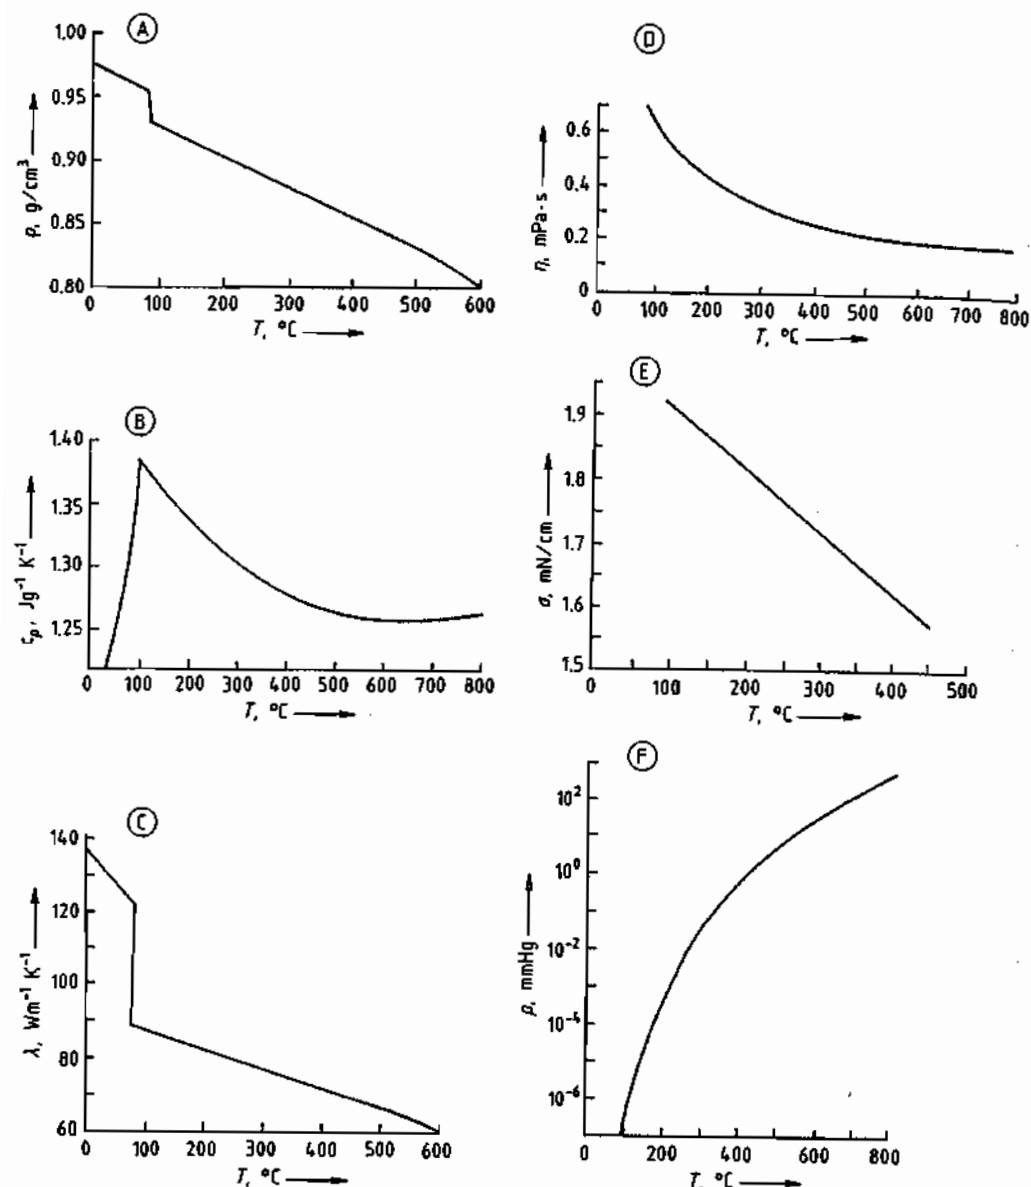 A
1.00
0.95
0.90
0.85
0.80
ρ, g/cm³
0 100 200 300 400 500 600
T, °C
B
1.40
1.35
1.30
1.25
cₚ, Jg⁻¹ K⁻¹
0 100 200 300 400 500 600 700 800
T, °C
C
140
120
100
80
60
λ, Wm⁻¹ K⁻¹
0 100 200 300 400 500 600
T, °C
D
0.6
0.4
0.2
0
η, mPa·s
0 100 200 300 400 500 600 700 800
T, °C
E
1.9
1.8
1.7
1.6
1.5
σ, mN/cm
0 100 200 300 400 500
T, °C
F
10²
10⁰
10⁻²
10⁻⁴
10⁻⁶
p, mmHg
200 400 600 800
T, °C